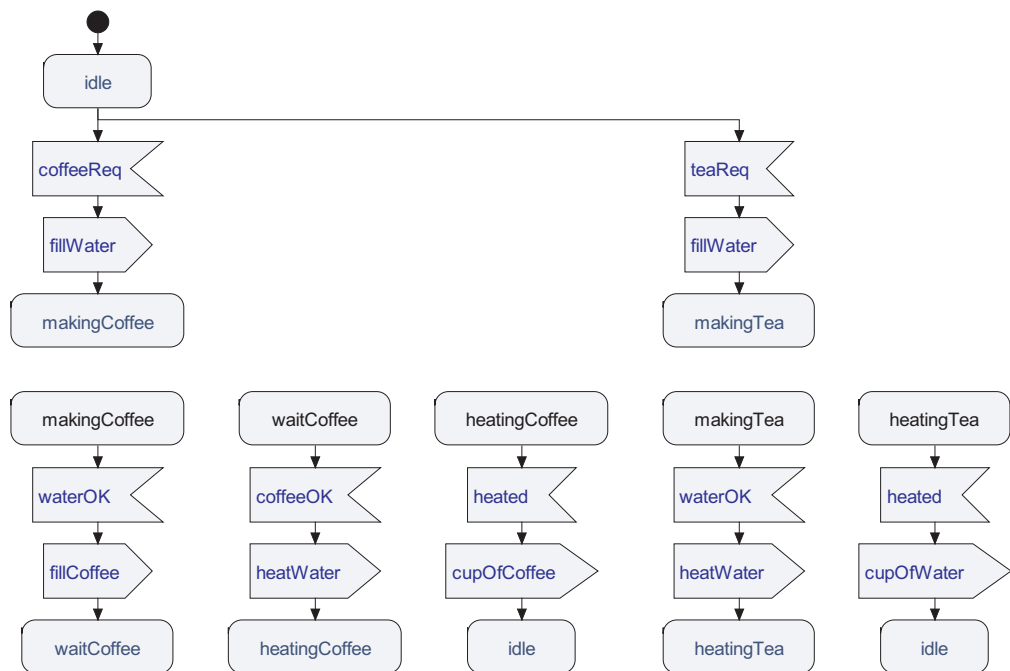 idle
coffeeReq
teaReq
fillWater
fillWater
makingCoffee
makingTea
makingCoffee
waitCoffee
heatingCoffee
makingTea
heatingTea
waterOK
coffeeOK
heated
waterOK
heated
fillCoffee
heatWater
cupOfCoffee
heatWater
cupOfWater
waitCoffee
heatingCoffee
idle
heatingTea
idle